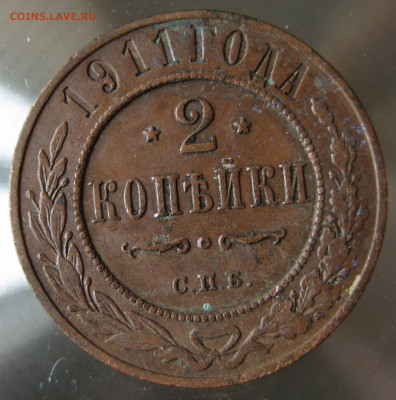 COINS.LAVE.RU
1911 ГОДА
2
КОПѢЙКИ
С.П.Б.